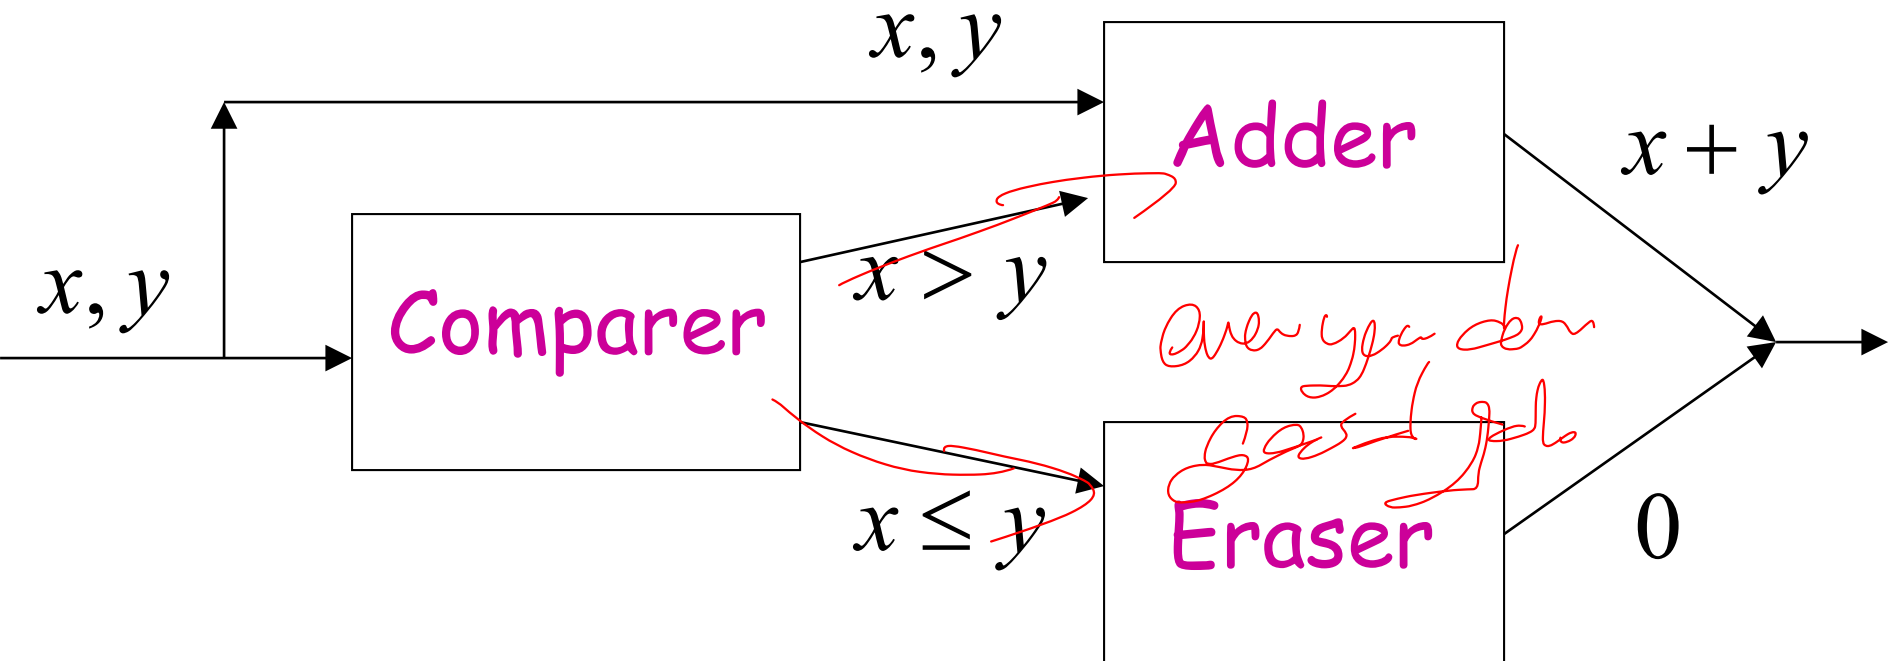 x, y
x + y
Adder
x > y
x, y
Comparer
x ≤ y
Eraser
0